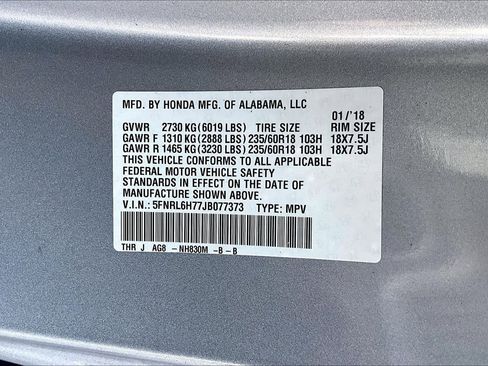 MFD. BY HONDA MFG. OF ALABAMA, LLC 01/'18
GVWR 2730 KG(6019 LBS) TIRE SIZE RIM SIZE
GAWR F 1310 KG(2888 LBS)235/60R18 103H 18X7.5J
GAWR R 1465 KG(3230 LBS)235/60R18 103H 18X7.5J
THIS VEHICLE CONFORMS TO ALL APPLICABLE
FEDERAL MOTOR VEHICLE SAFETY
STANDARDS IN EFFECT ON THE DATE OF
MANUFACTURE SHOWN ABOVE.
V.I.N.: 5FNRL6H77JB077373 TYPE: MPV
THR J AG8 -NH830M -B-B